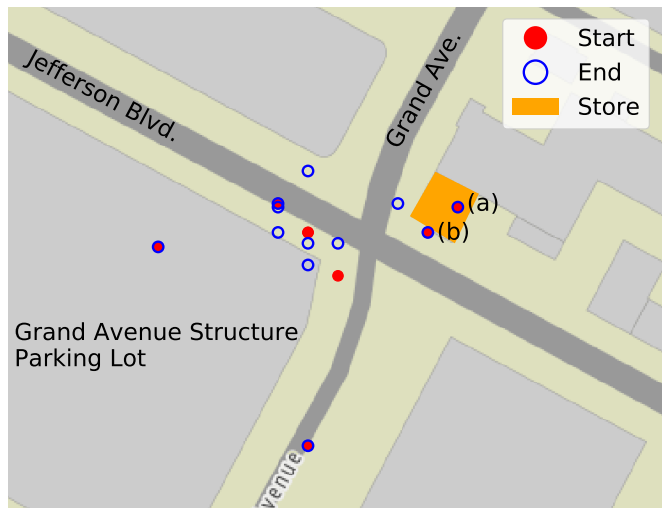 Jefferson Blvd.
Grand Ave.
Start
End
Store
(a)
(b)
Grand Avenue Structure
Parking Lot
venue